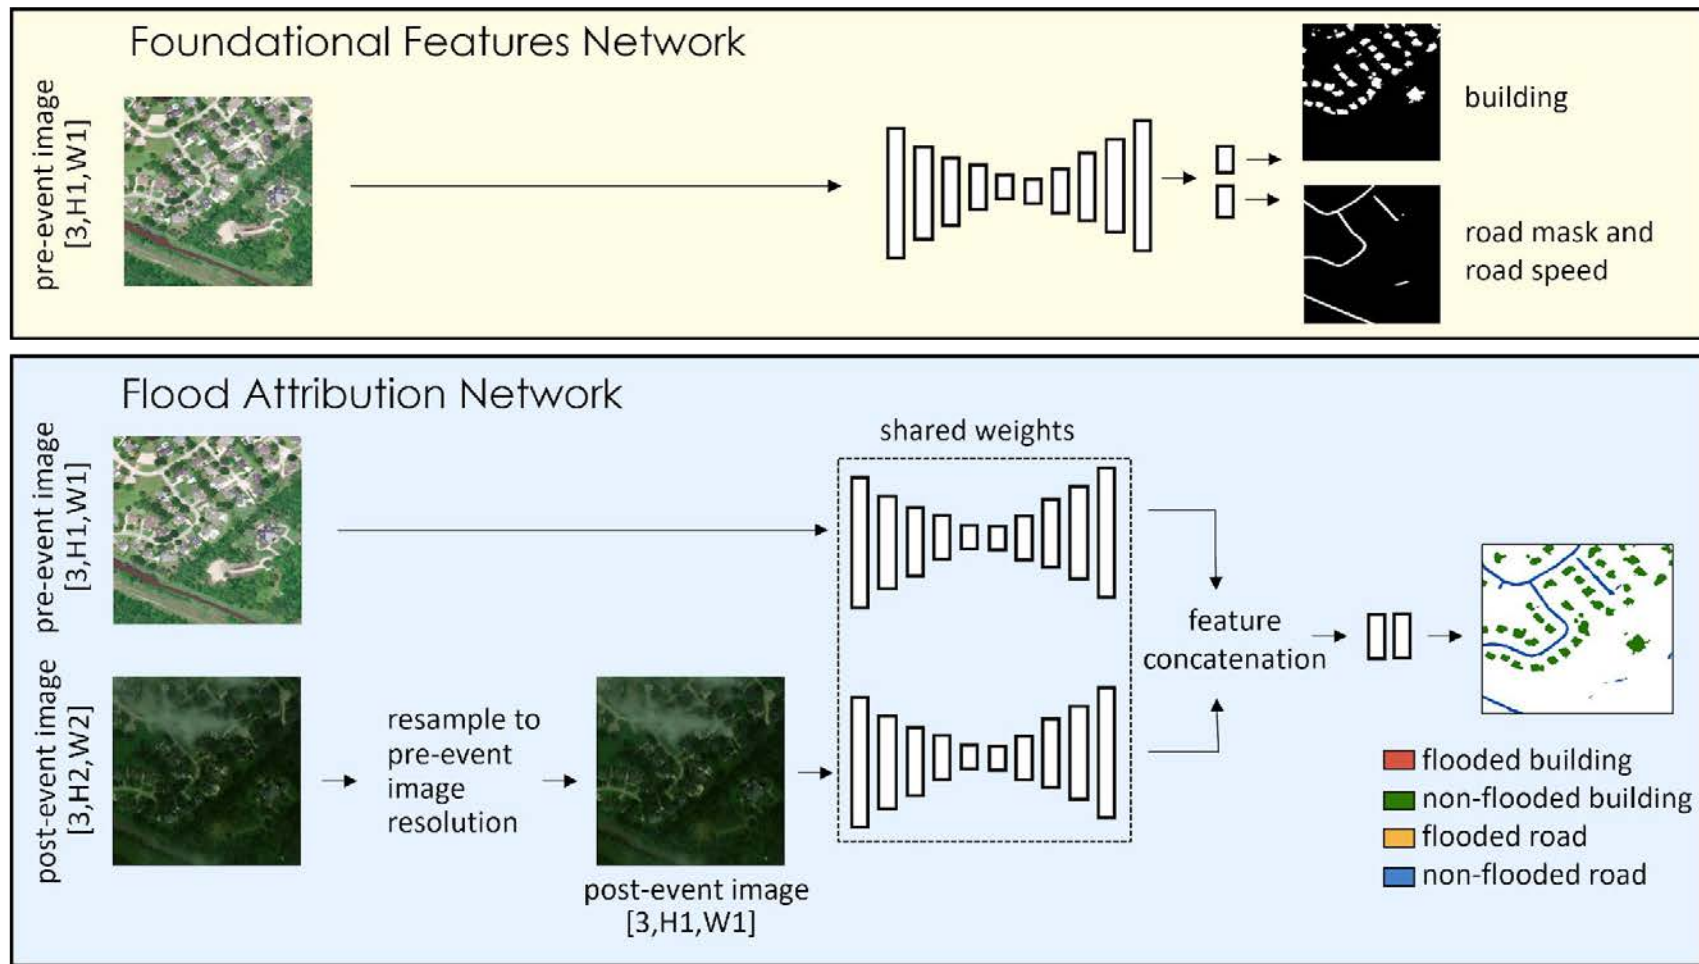 Foundational Features Network
pre-event image
[3,H1,W1]
building
road mask and
road speed
Flood Attribution Network
pre-event image
[3,H1,W1]
shared weights
post-event image
[3,H2,W2]
resample to
pre-event
image
resolution
post-event image
[3,H1,W1]
feature
concatenation
flooded building
non-flooded building
flooded road
non-flooded road